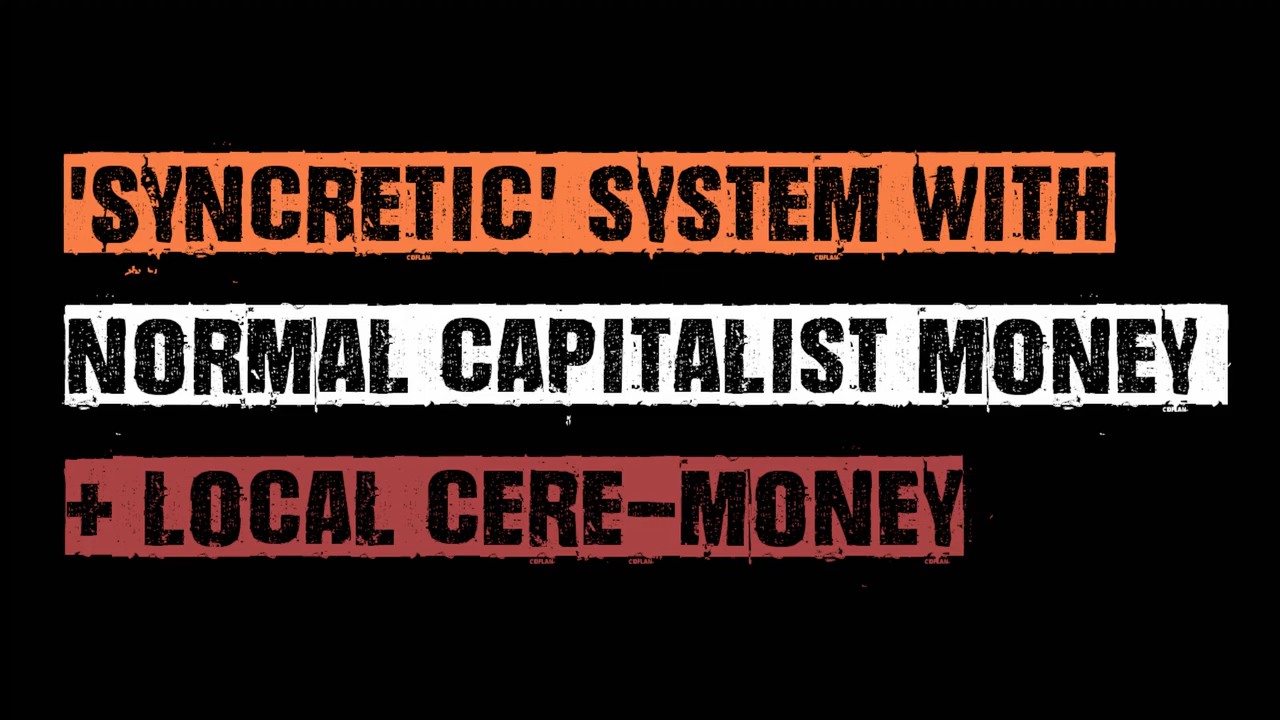 'SYNCRETIC' SYSTEM WITH
NORMAL CAPITALIST MONEY
+ LOCAL CERE-MONEY